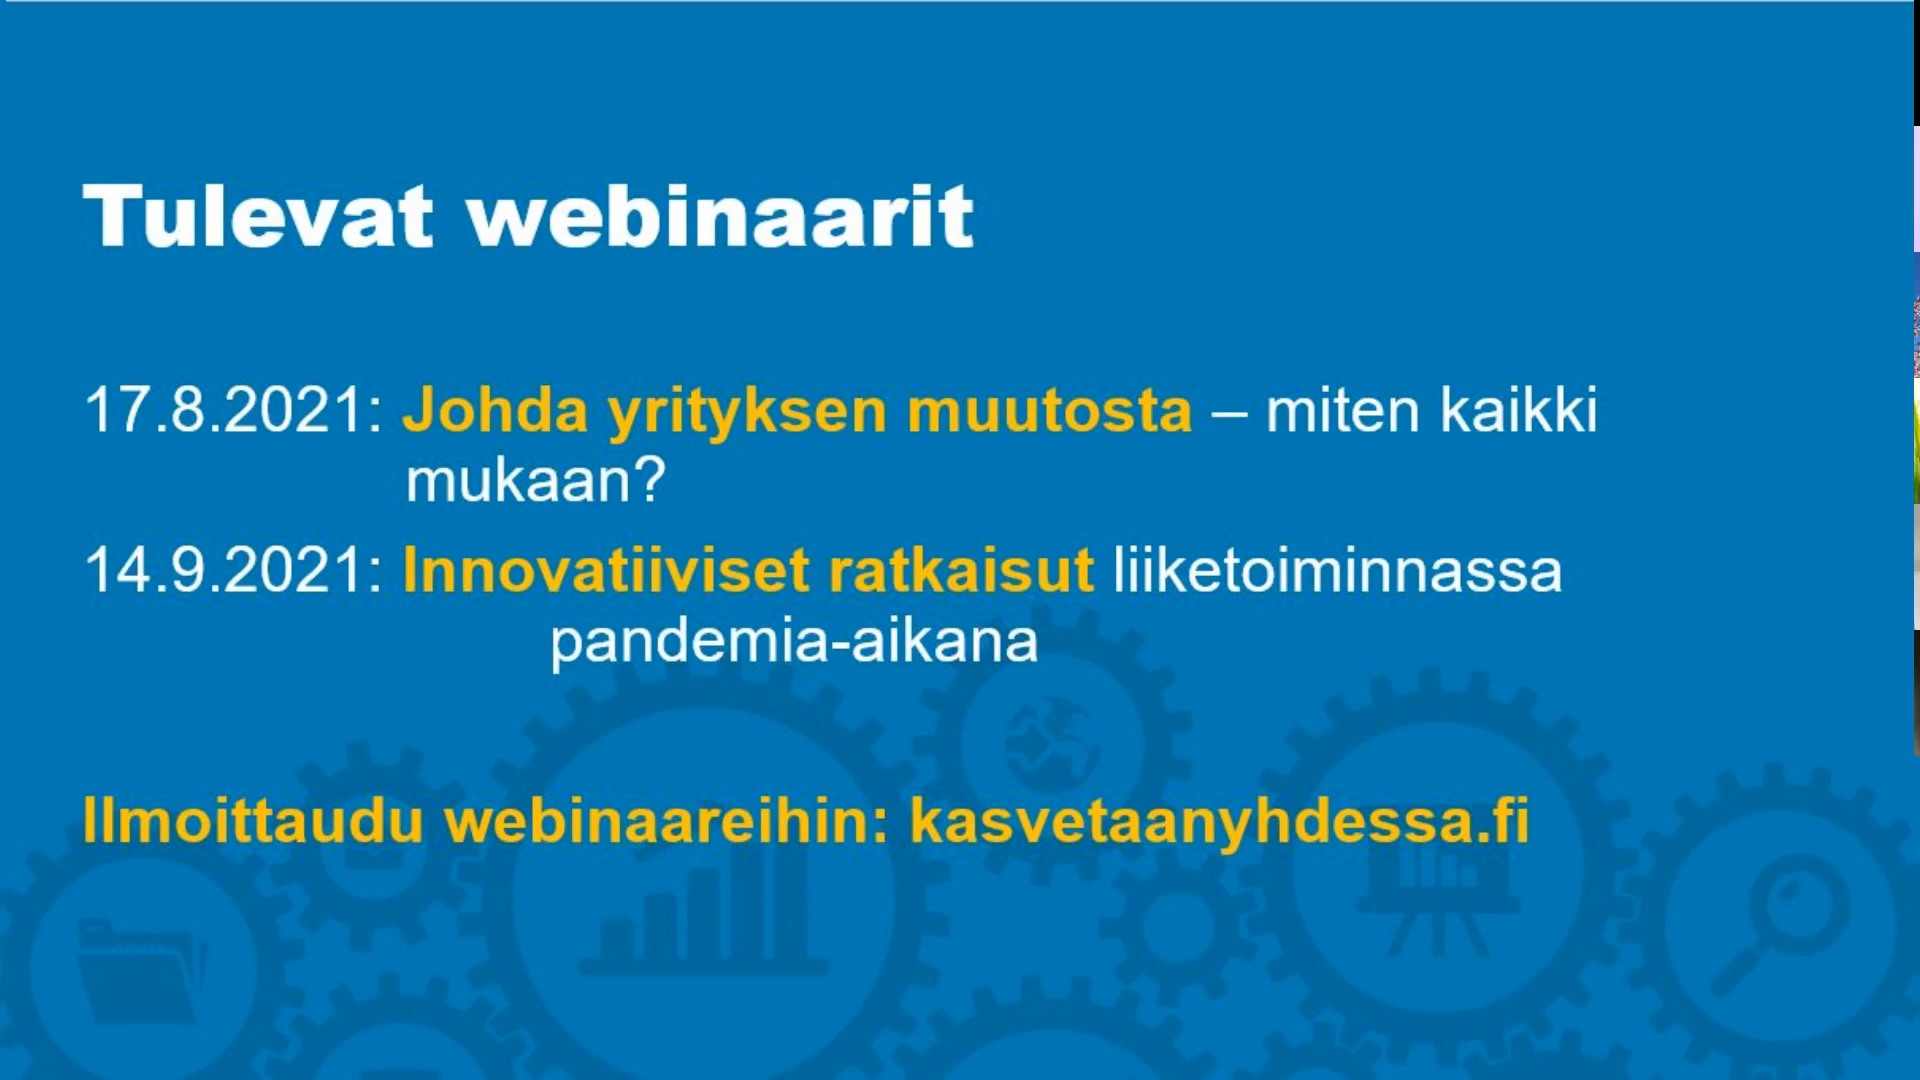 Tulevat webinaarit
17.8.2021: Johda yrityksen muutosta – miten kaikki
mukaan?
14.9.2021: Innovatiiviset ratkaisut liiketoiminnassa
pandemia-aikana
Ilmoittaudu webinaareihin: kasvetaanyhdessa.fi